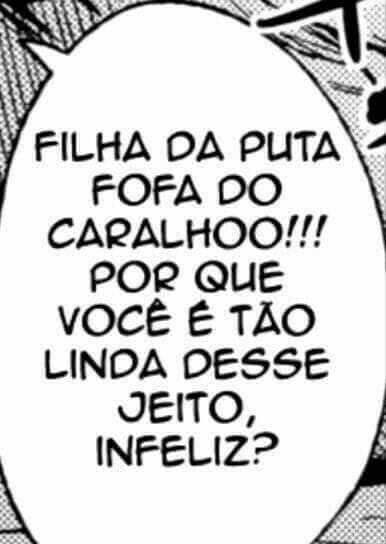 FILHA DA PUTA
FOFA DO
CARALHOO!!!
POR QUE
VOCÊ É TÃO
LINDA DESSE
JEITO,
INFELIZ?